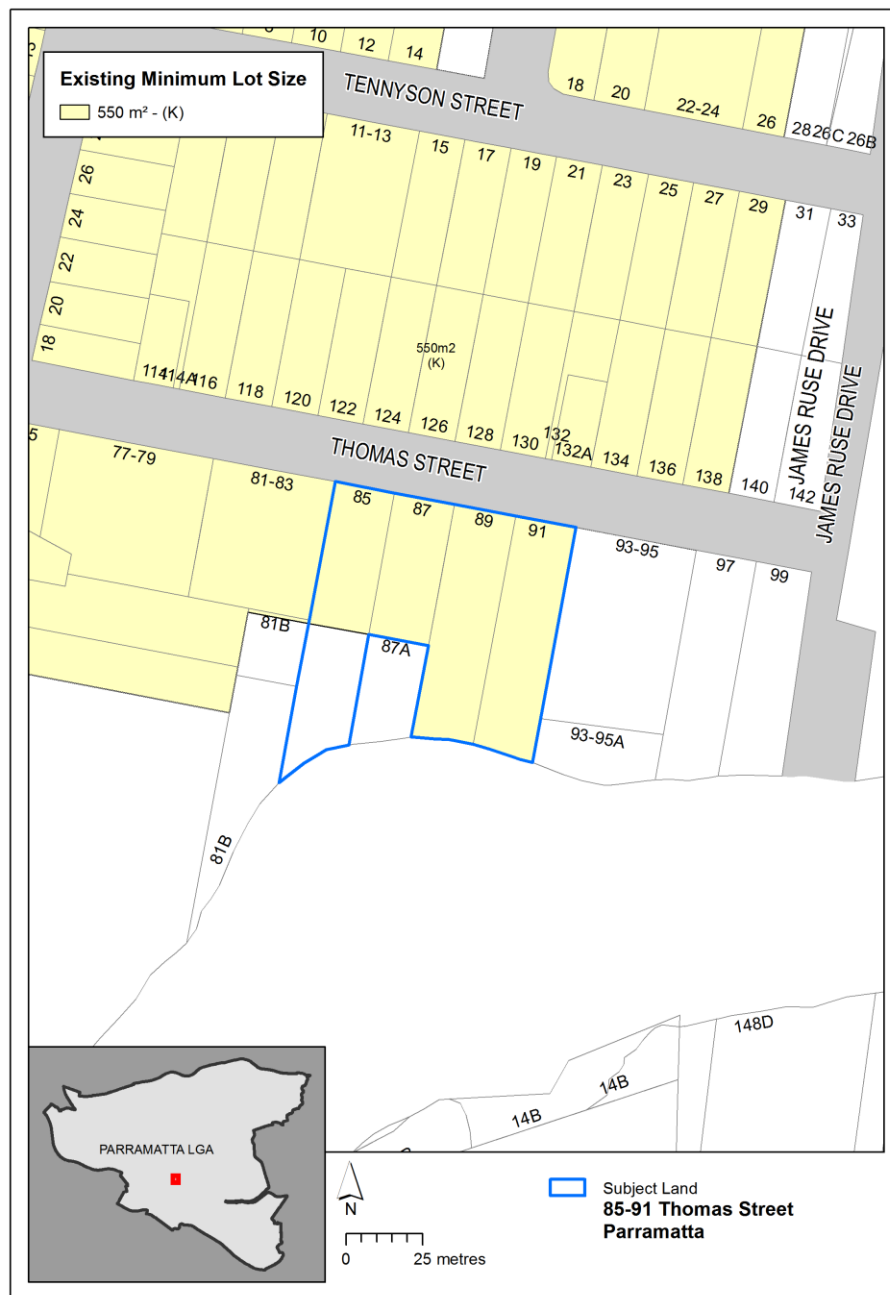 10
12
14
Existing Minimum Lot Size
550 m² - (K)
TENNYSON STREET
18
20
22-24
26
28
26C
26B
11-13
15
17
19
21
23
25
27
29
31
33
26
24
22
20
18
550m2
(K)
JAMES RUSE DRIVE
JAMES RUSE DRIVE
114
114A
116
118
120
122
124
126
128
130
132
132A
134
136
138
140
142
THOMAS STREET
77-79
81-83
85
87
89
91
93-95
97
99
81B
87A
93-95A
81B
148D
14B
14B
PARRAMATTA LGA
N
0 25 metres
Subject Land
85-91 Thomas Street
Parramatta